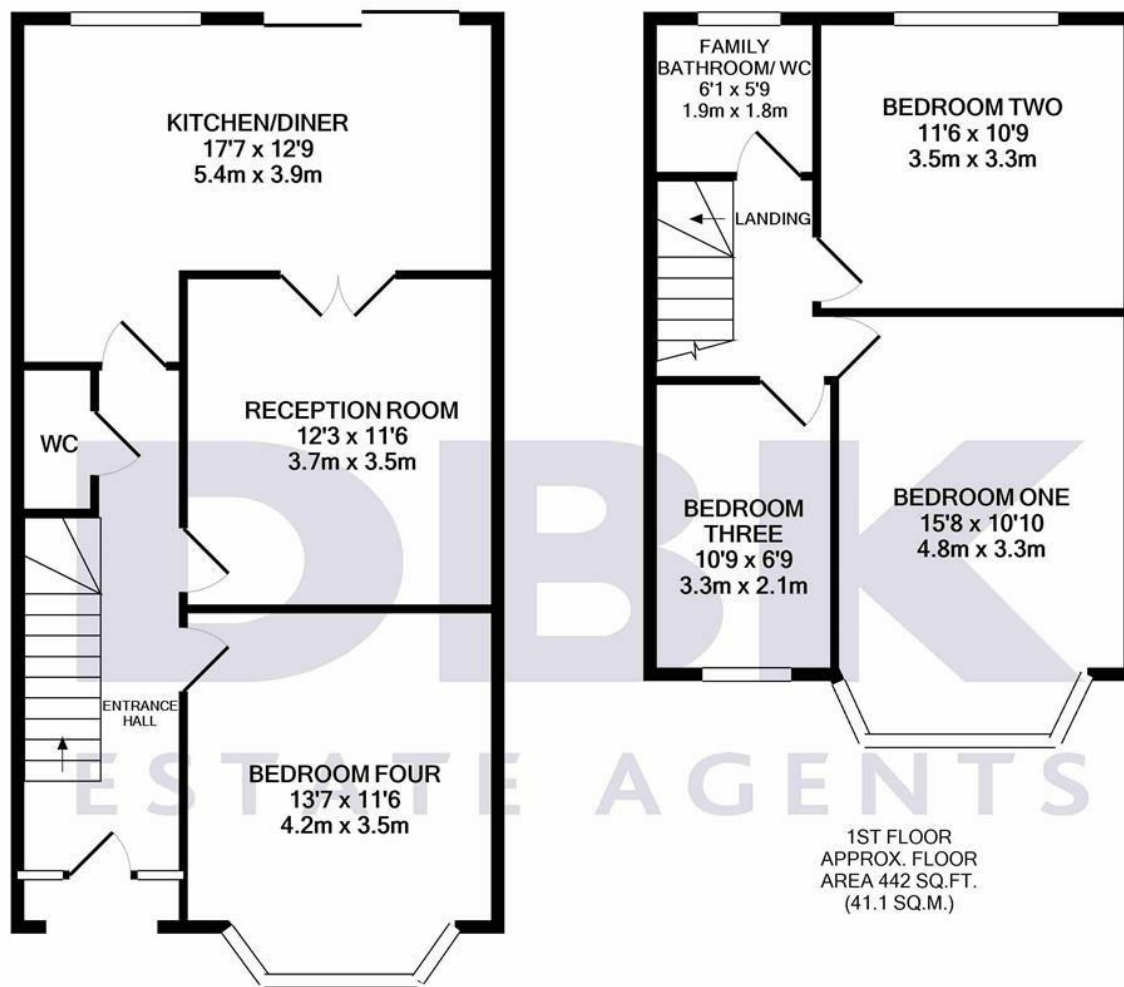 KITCHEN/DINER
17'7 x 12'9
5.4m x 3.9m
WC
RECEPTION ROOM
12'3 x 11'6
3.7m x 3.5m
ENTRANCE
HALL
BEDROOM FOUR
13'7 x 11'6
4.2m x 3.5m
FAMILY
BATHROOM/ WC
6'1 x 5'9
1.9m x 1.8m
BEDROOM TWO
11'6 x 10'9
3.5m x 3.3m
LANDING
BEDROOM
THREE
10'9 x 6'9
3.3m x 2.1m
BEDROOM ONE
15'8 x 10'10
4.8m x 3.3m
1ST FLOOR
APPROX. FLOOR
AREA 442 SQ.FT.
(41.1 SQ.M.)
DBK
ESTATE AGENTS